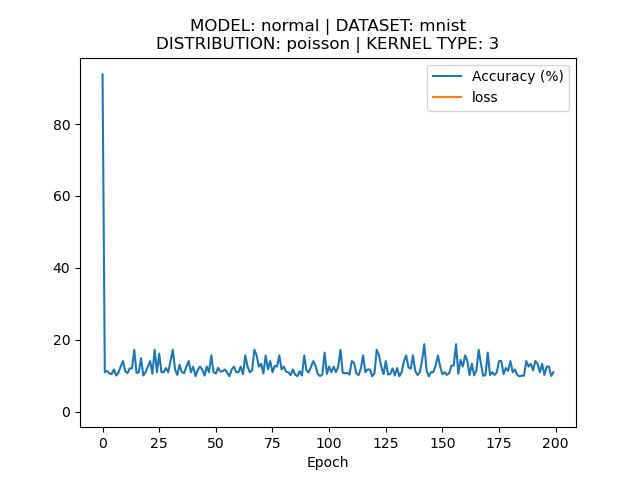 MODEL: normal | DATASET: mnist
DISTRIBUTION: poisson | KERNEL TYPE: 3
Accuracy (%)
loss
80
60
40
20
0
0 25 50 75 100 125 150 175 200
Epoch